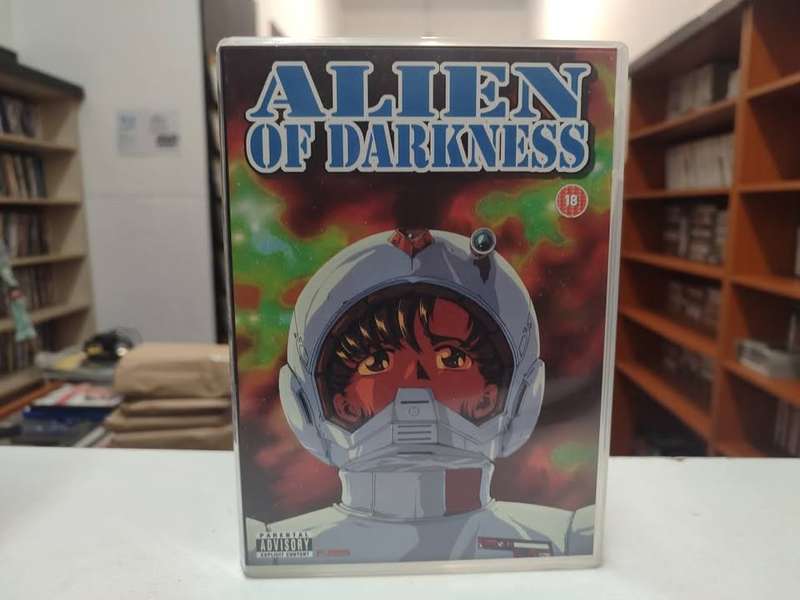 ALIEN
OF DARKNESS
18
PARENTAL
ADVISORY
EXPLICIT CONTENT